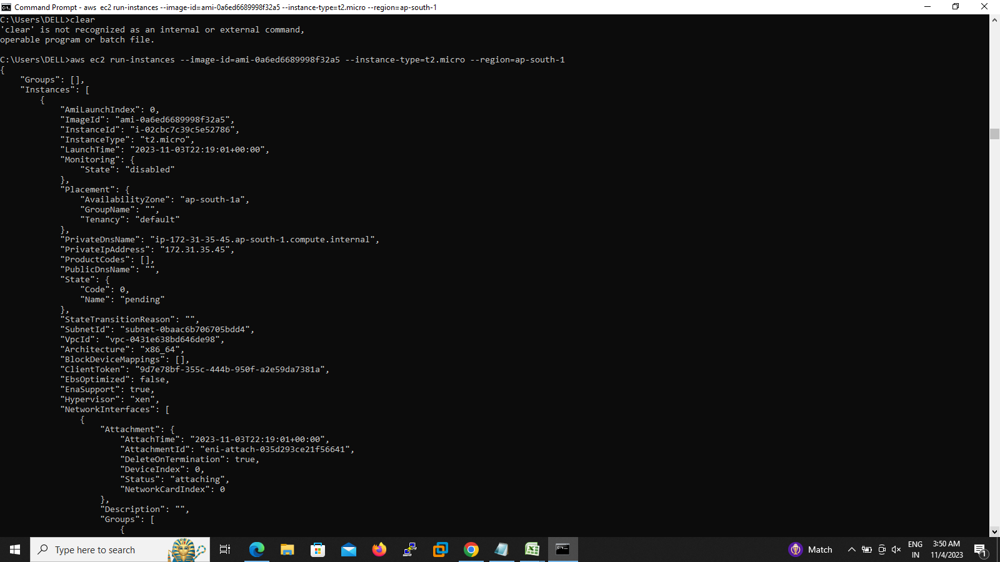 Command Prompt - aws  ec2 run-instances --image-id=ami-0a6ed6689998f32a5 --instance-type=t2.micro --region=ap-south-1
C:\Users\DELL>clear
'clear' is not recognized as an internal or external command,
operable program or batch file.
C:\Users\DELL>aws ec2 run-instances --image-id=ami-0a6ed6689998f32a5 --instance-type=t2.micro --region=ap-south-1
{
    "Groups": [],
    "Instances": [
        {
            "AmiLaunchIndex": 0,
            "ImageId": "ami-0a6ed6689998f32a5",
            "InstanceId": "i-02cbc7c39c5e52786",
            "InstanceType": "t2.micro",
            "LaunchTime": "2023-11-03T22:19:01+00:00",
            "Monitoring": {
                "State": "disabled"
            },
            "Placement": {
                "AvailabilityZone": "ap-south-1a",
                "GroupName": "",
                "Tenancy": "default"
            },
            "PrivateDnsName": "ip-172-31-35-45.ap-south-1.compute.internal",
            "PrivateIpAddress": "172.31.35.45",
            "ProductCodes": [],
            "PublicDnsName": "",
            "State": {
                "Code": 0,
                "Name": "pending"
            },
            "StateTransitionReason": "",
            "SubnetId": "subnet-0baac6b706705bdd4",
            "VpcId": "vpc-0431e638bd646de98",
            "Architecture": "x86_64",
            "BlockDeviceMappings": [],
            "ClientToken": "9d7e78bf-355c-444b-950f-a2e59da7381a",
            "EbsOptimized": false,
            "EnaSupport": true,
            "Hypervisor": "xen",
            "NetworkInterfaces": [
                {
                    "Attachment": {
                        "AttachTime": "2023-11-03T22:19:01+00:00",
                        "AttachmentId": "eni-attach-035d293ce21f56641",
                        "DeleteOnTermination": true,
                        "DeviceIndex": 0,
                        "Status": "attaching",
                        "NetworkCardIndex": 0
                    },
                    "Description": "",
                    "Groups": [
                        {
Type here to search
Match
ENG
IN
3:50 AM
11/4/2023
1